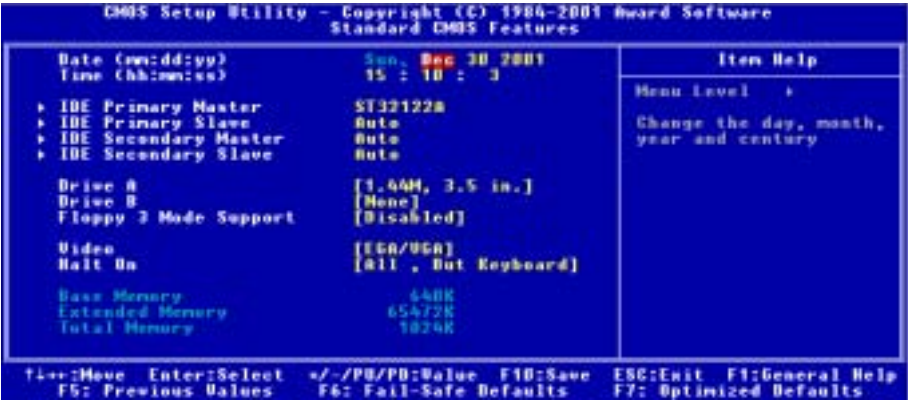 CMOS Setup Utility - Copyright (C) 1984-2001 Award Software
Standard CMOS Features
Date (mm:dd:yy) Sun, Dec 30 2001
Time (hh:mm:ss) 15 : 10 : 3
IDE Primary Master ST32122A
IDE Primary Slave Auto
IDE Secondary Master Auto
IDE Secondary Slave Auto
Drive A [1.44M, 3.5 in.]
Drive B [None]
Floppy 3 Mode Support [Disabled]
Video [EGA/VGA]
Halt On [All , But Keyboard]
Base Memory 640K
Extended Memory 65472K
Total Memory 1024K
Item Help
Menu Level
Change the day, month,
year and century
↑↓→←:Move Enter:Select +/-/PU/PD:Value F10:Save ESC:Exit F1:General Help
F5: Previous Values F6: Fail-Safe Defaults F7: Optimized Defaults